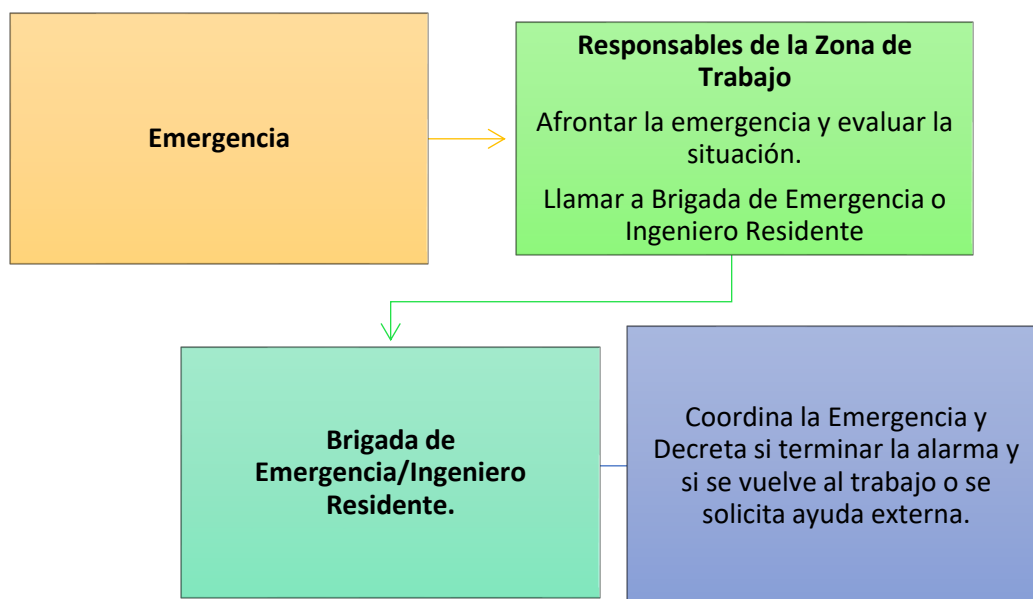 Emergencia
Responsables de la Zona de
Trabajo
Afrontar la emergencia y evaluar la
situación.
Llamar a Brigada de Emergencia o
Ingeniero Residente
Brigada de
Emergencia/Ingeniero
Residente.
Coordina la Emergencia y
Decreta si terminar la alarma y
si se vuelve al trabajo o se
solicita ayuda externa.